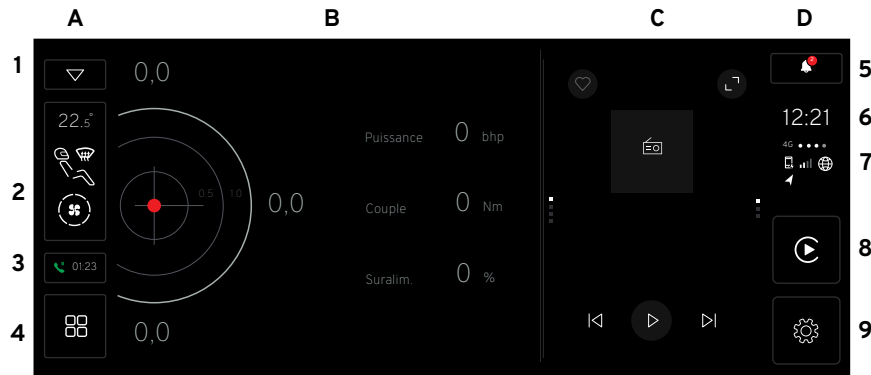 A B C D
1 0,0 5
22.5° 12:21 6
Puissance 0 bhp
4G
7
2 0.5 1.0 0,0 Couple 0 Nm
3 01:23 Suralim. 0 % 8
4 0,0 9